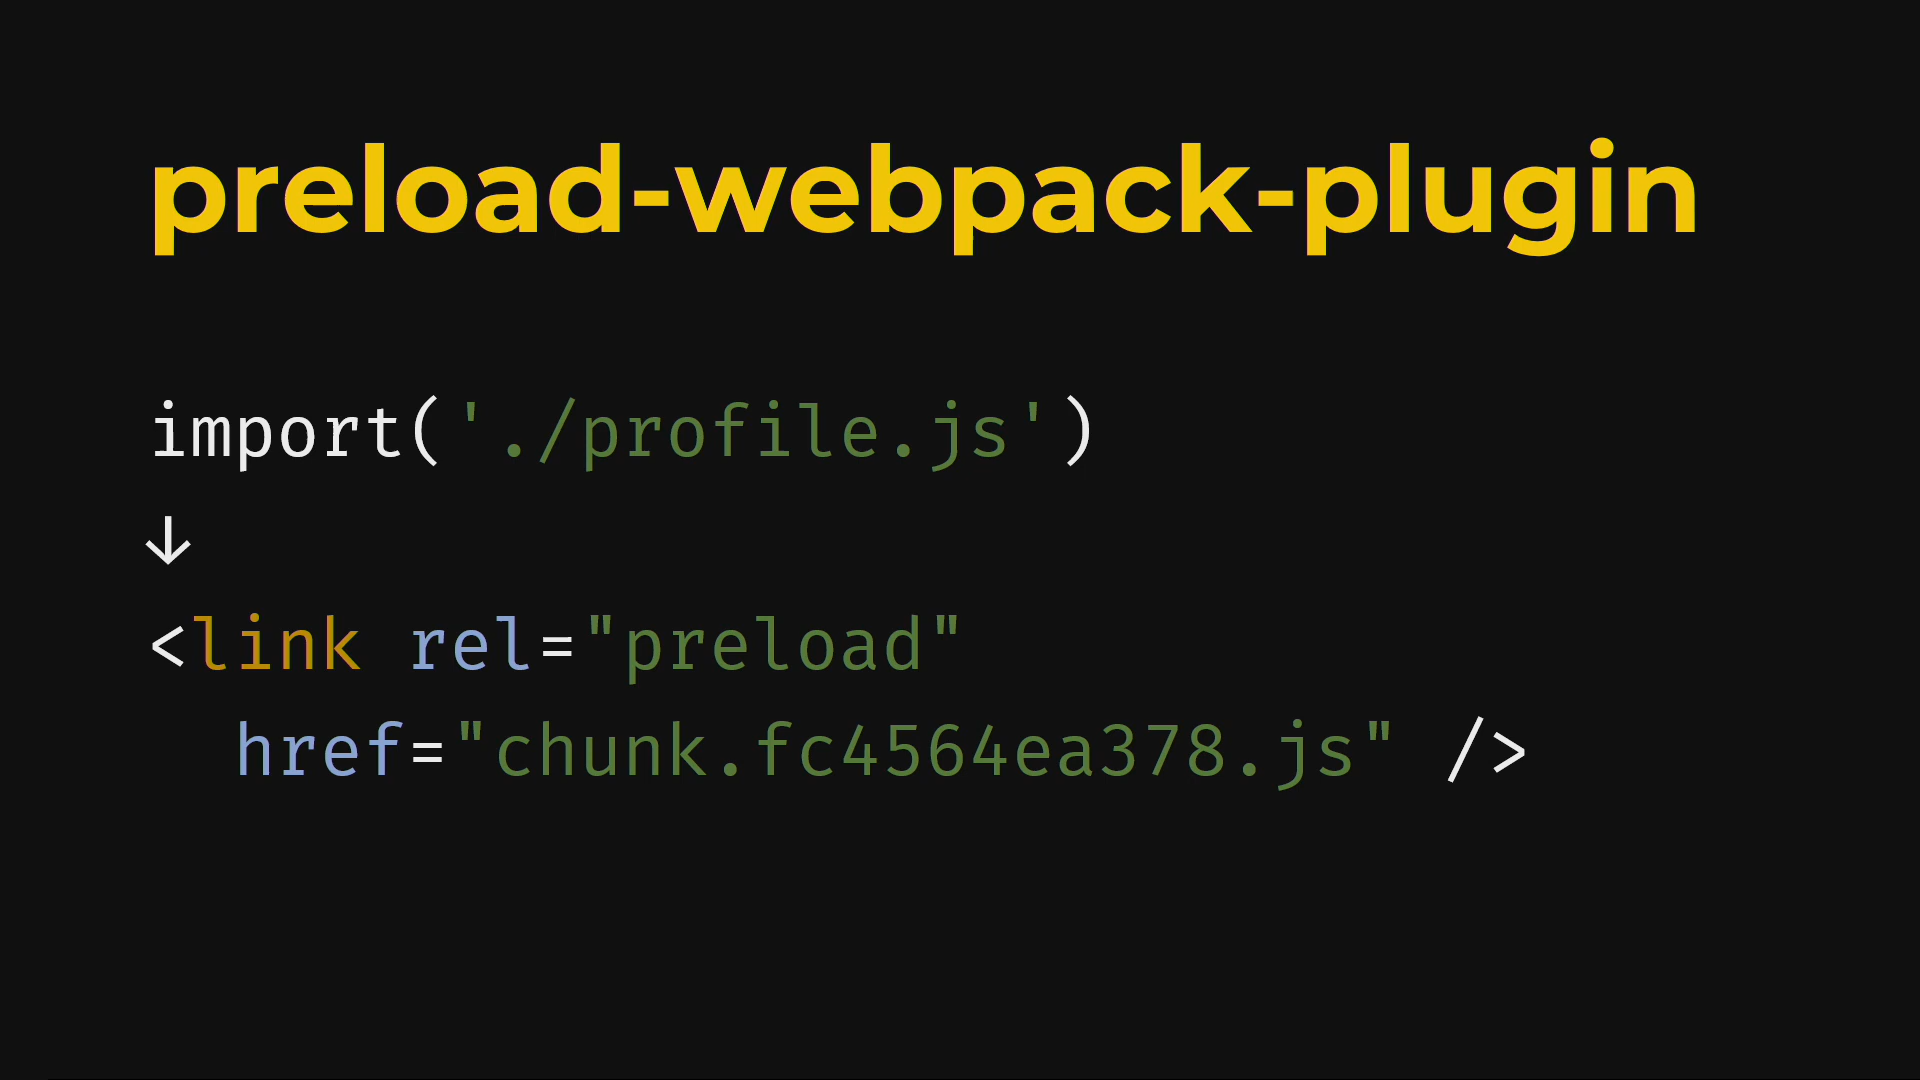 preload-webpack-plugin
import('./profile.js')
↓
<link rel="preload"
  href="chunk.fc4564ea378.js" />